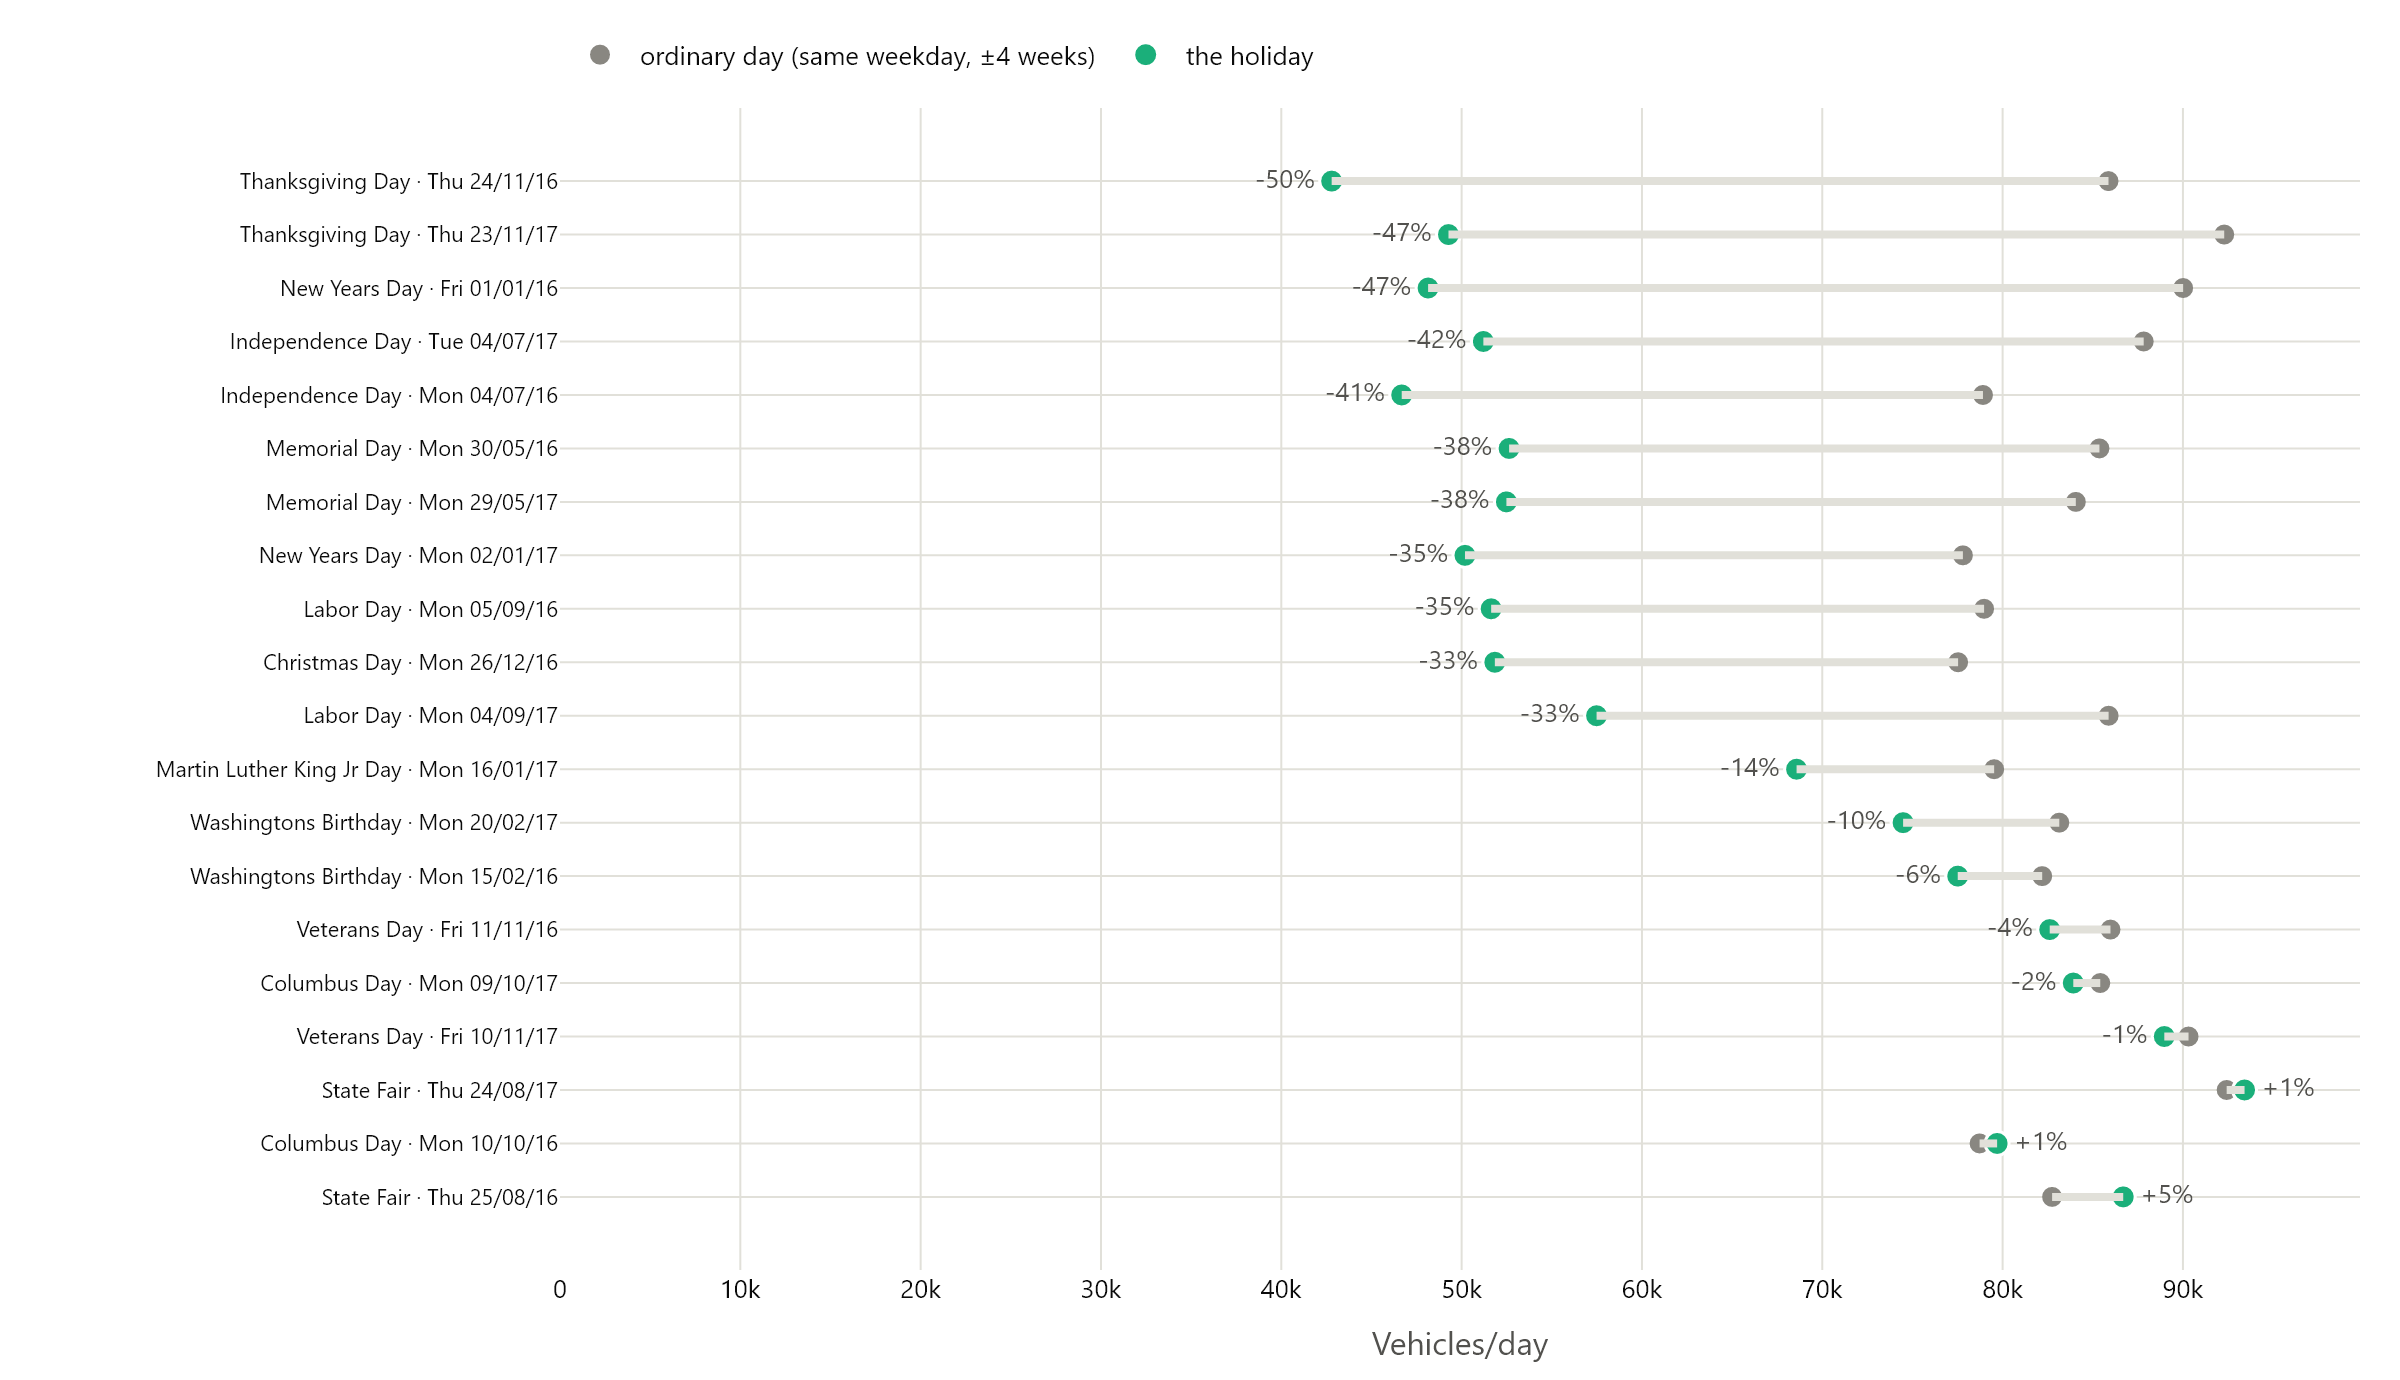 ordinary day (same weekday, ±4 weeks) the holiday
Thanksgiving Day · Thu 24/11/16 -50%
Thanksgiving Day · Thu 23/11/17 -47%
New Years Day · Fri 01/01/16 -47%
Independence Day · Tue 04/07/17 -42%
Independence Day · Mon 04/07/16 -41%
Memorial Day · Mon 30/05/16 -38%
Memorial Day · Mon 29/05/17 -38%
New Years Day · Mon 02/01/17 -35%
Labor Day · Mon 05/09/16 -35%
Christmas Day · Mon 26/12/16 -33%
Labor Day · Mon 04/09/17 -33%
Martin Luther King Jr Day · Mon 16/01/17 -14%
Washingtons Birthday · Mon 20/02/17 -10%
Washingtons Birthday · Mon 15/02/16 -6%
Veterans Day · Fri 11/11/16 -4%
Columbus Day · Mon 09/10/17 -2%
Veterans Day · Fri 10/11/17 -1%
State Fair · Thu 24/08/17 +1%
Columbus Day · Mon 10/10/16 +1%
State Fair · Thu 25/08/16 +5%
0 10k 20k 30k 40k 50k 60k 70k 80k 90k
Vehicles/day